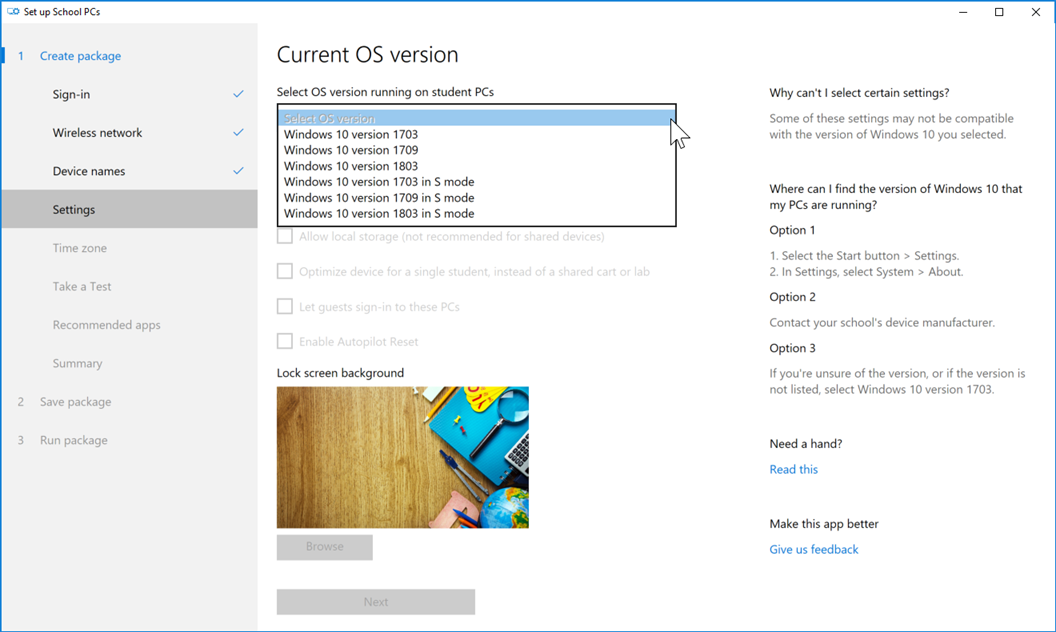 Set up School PCs
1 Create package
Sign-in
Wireless network
Device names
Settings
Time zone
Take a Test
Recommended apps
Summary
2 Save package
3 Run package
Current OS version
Select OS version running on student PCs
Select OS version
Windows 10 version 1703
Windows 10 version 1709
Windows 10 version 1803
Windows 10 version 1703 in S mode
Windows 10 version 1709 in S mode
Windows 10 version 1803 in S mode
Allow local storage (not recommended for shared devices)
Optimize device for a single student, instead of a shared cart or lab
Let guests sign-in to these PCs
Enable Autopilot Reset
Lock screen background
Browse
Next
Why can't I select certain settings?
Some of these settings may not be compatible
with the version of Windows 10 you selected.
Where can I find the version of Windows 10 that
my PCs are running?
Option 1
1. Select the Start button > Settings.
2. In Settings, select System > About.
Option 2
Contact your school's device manufacturer.
Option 3
If you're unsure of the version, or if the version is
not listed, select Windows 10 version 1703.
Need a hand?
Read this
Make this app better
Give us feedback